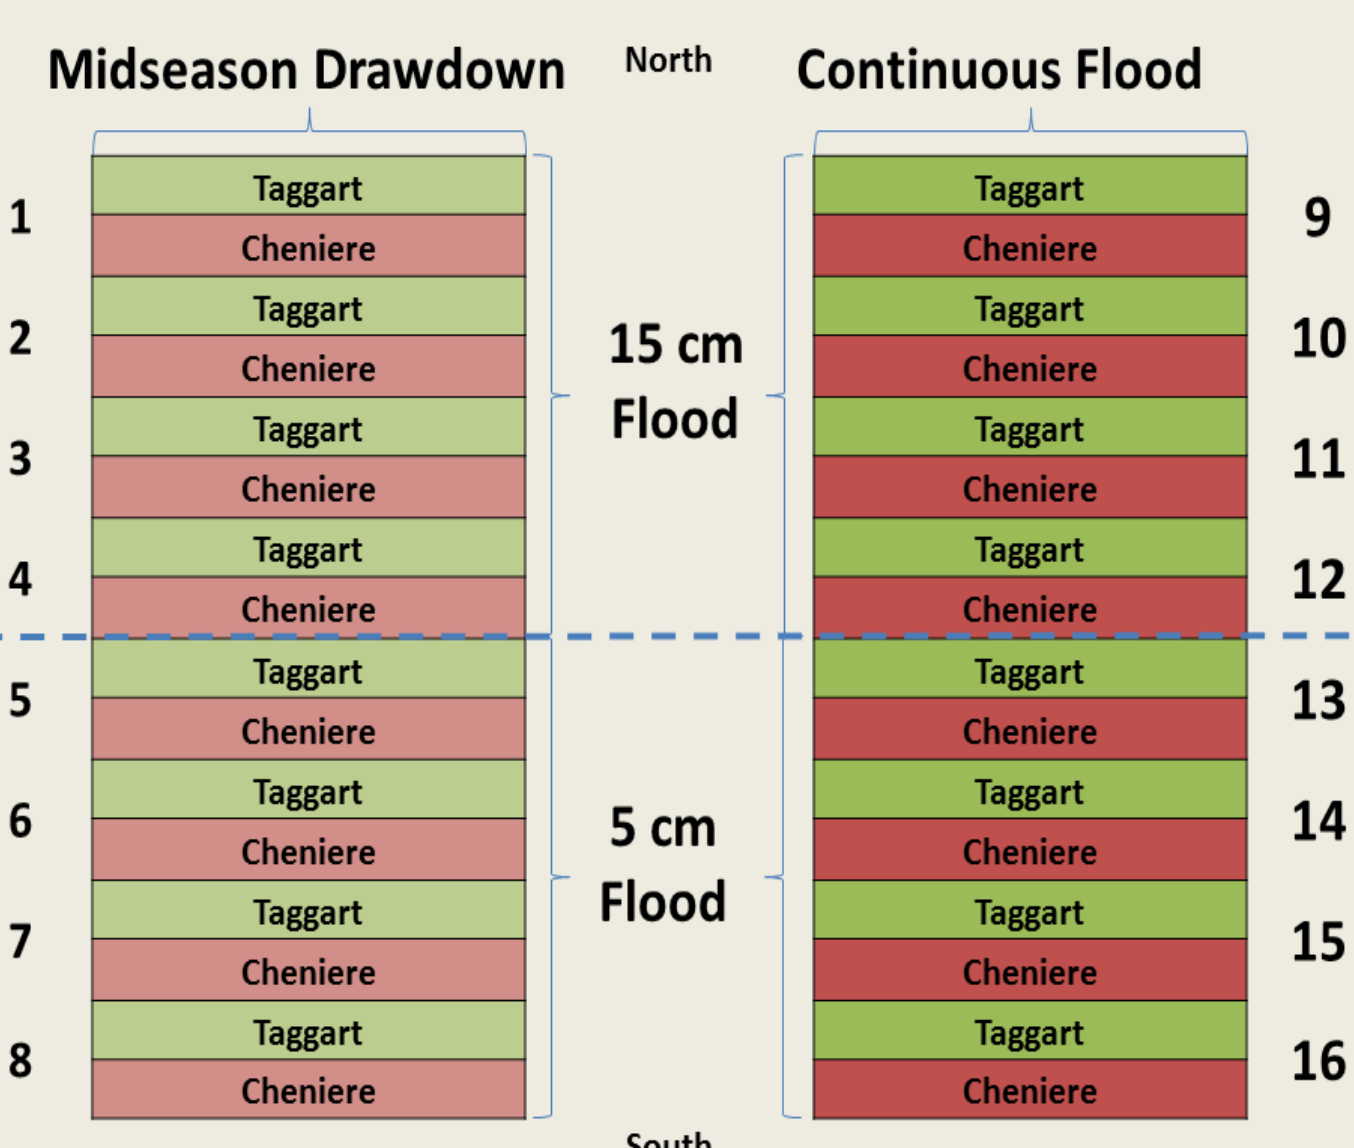 Midseason Drawdown
North
Continuous Flood
1
Taggart
Cheniere
2
Taggart
Cheniere
3
Taggart
Cheniere
4
Taggart
Cheniere
5
Taggart
Cheniere
6
Taggart
Cheniere
7
Taggart
Cheniere
8
Taggart
Cheniere
15 cm
Flood
5 cm
Flood
Taggart
Cheniere
9
Taggart
Cheniere
10
Taggart
Cheniere
11
Taggart
Cheniere
12
Taggart
Cheniere
13
Taggart
Cheniere
14
Taggart
Cheniere
15
Taggart
Cheniere
16
South